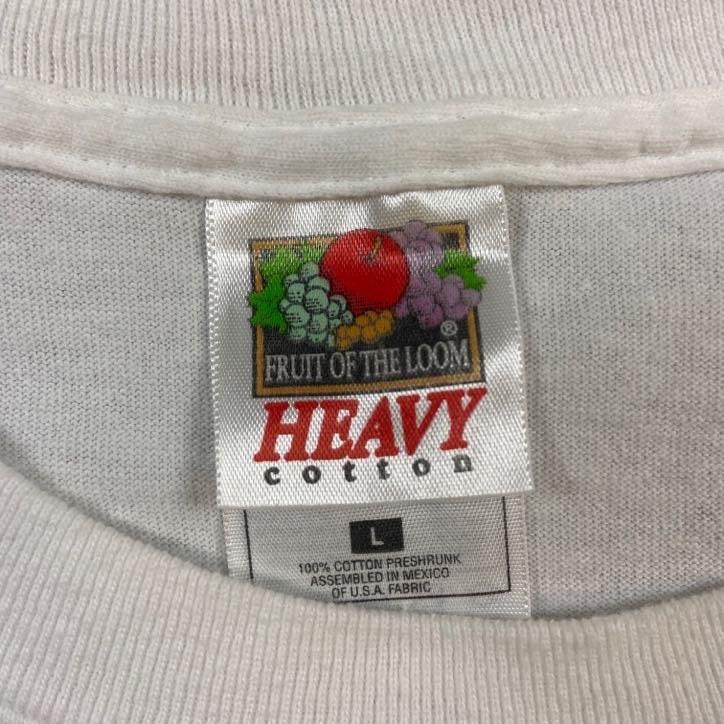 ®
FRUIT OF THE LOOM
HEAVY
cotton
L
100% COTTON PRESHRUNK
ASSEMBLED IN MEXICO
OF U.S.A. FABRIC